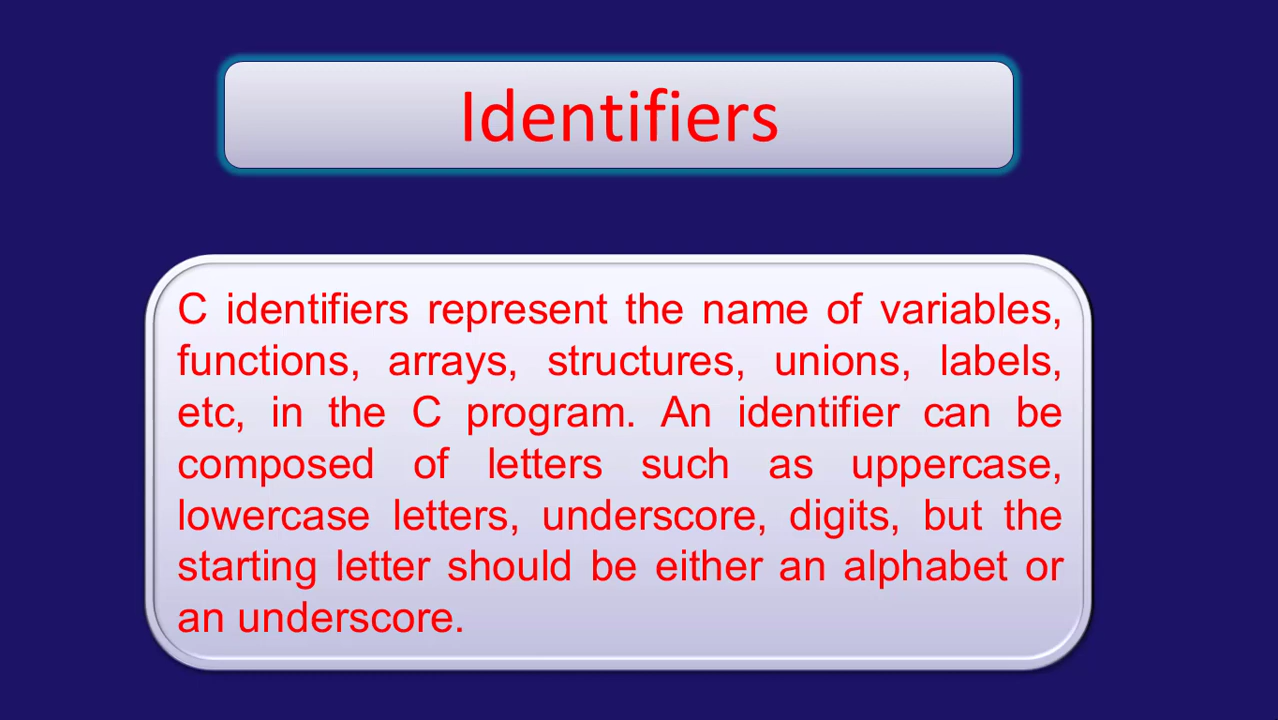 Identifiers
C identifiers represent the name of variables,
functions, arrays, structures, unions, labels,
etc, in the C program. An identifier can be
composed of letters such as uppercase,
lowercase letters, underscore, digits, but the
starting letter should be either an alphabet or
an underscore.